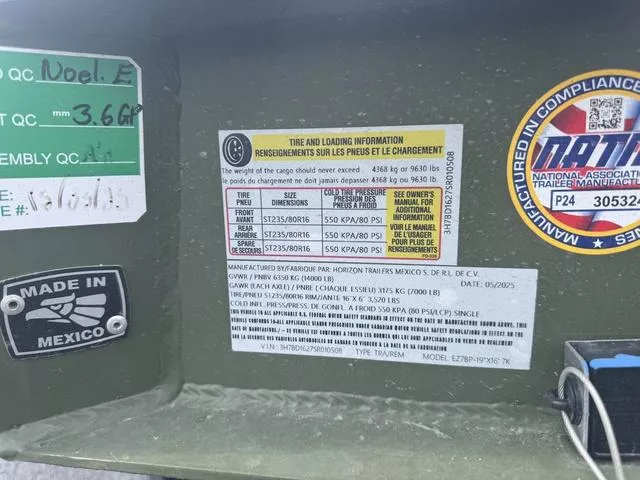 QC Noel. E
QC mm 3.6 GP
EMBLY QC
MADE IN
MEXICO
TIRE AND LOADING INFORMATION
RENSEIGNEMENTS SUR LES PNEUS ET LE CHARGEMENT
The weight of the cargo should never exceed 4368 kg or 9630 lbs.
le poids du chargement ne doit jamais depasser 4368 kg ou 9630 lb.
TIRE PNEU SIZE DIMENSIONS COLD TIRE PRESSURE PRESSION DES PNEUS A FROID
FRONT AVANT ST235/80R16 550 KPA/80 PSI
REAR ARRIÈRE ST235/80R16 550 KPA/80 PSI
SPARE DE SECOURS ST235/80R16 550 KPA/80 PSI
SEE OWNER'S
MANUAL FOR
ADDITIONAL
INFORMATION
VOIR LE MANUEL
DE L'USAGER
POUR PLUS DE
RENSEIGNEMENTS
3H7BD1627SR010508
MANUFACTURED BY/FABRIQUE PAR: HORIZON TRAILERS MEXICO S. DE R.L. DE C.V.
GVWR / PNBV 6350 KG (14000 LB) DATE: 05/2025
GAWR (EACH AXLE) / PNBE (CHAQUE ESSIEU) 3175 KG (7000 LB)
TIRE/PNEU ST235/80R16 RIM/JANTE 16"X 6" 3,520 LBS
COLD INFL. PRESS/PRESS. DE GONFL. A FROID 550 KPA (80 PSI/LCP) SINGLE
V.I.N.: 3H7BD1627SR010508 TYPE: TRA/REM MODEL: EZ7BP-19"X16" 7K
MANUFACTURED IN COMPLIANCE
NATM
NATIONAL ASSOCIATION
TRAILER MANUFACTU
P24 305324